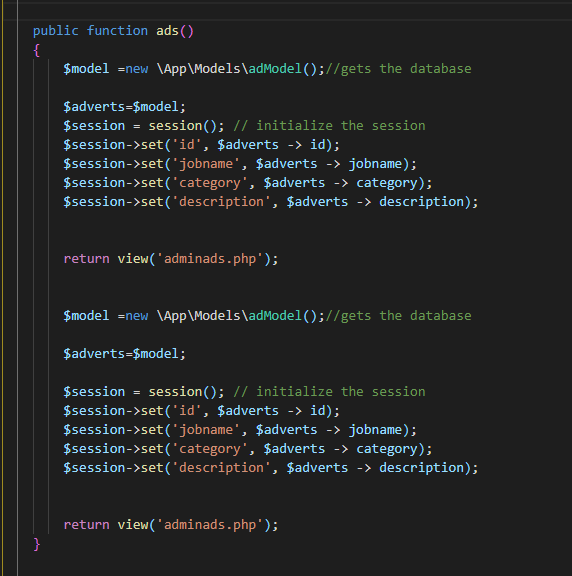 public function ads()
{
$model =new \App\Models\adModel();//gets the database
$adverts=$model;
$session = session(); // initialize the session
$session->set('id', $adverts -> id);
$session->set('jobname', $adverts -> jobname);
$session->set('category', $adverts -> category);
$session->set('description', $adverts -> description);
return view('adminads.php');
$model =new \App\Models\adModel();//gets the database
$adverts=$model;
$session = session(); // initialize the session
$session->set('id', $adverts -> id);
$session->set('jobname', $adverts -> jobname);
$session->set('category', $adverts -> category);
$session->set('description', $adverts -> description);
return view('adminads.php');
}